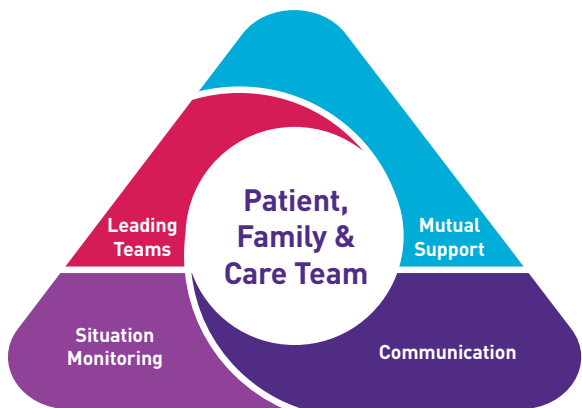 Patient,
Family &
Care Team
Leading
Teams
Mutual
Support
Situation
Monitoring
Communication